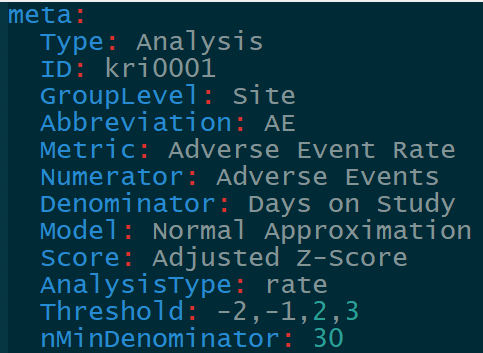 meta:
  Type: Analysis
  ID: kri0001
  GroupLevel: Site
  Abbreviation: AE
  Metric: Adverse Event Rate
  Numerator: Adverse Events
  Denominator: Days on Study
  Model: Normal Approximation
  Score: Adjusted Z-Score
  AnalysisType: rate
  Threshold: -2,-1,2,3
  nMinDenominator: 30